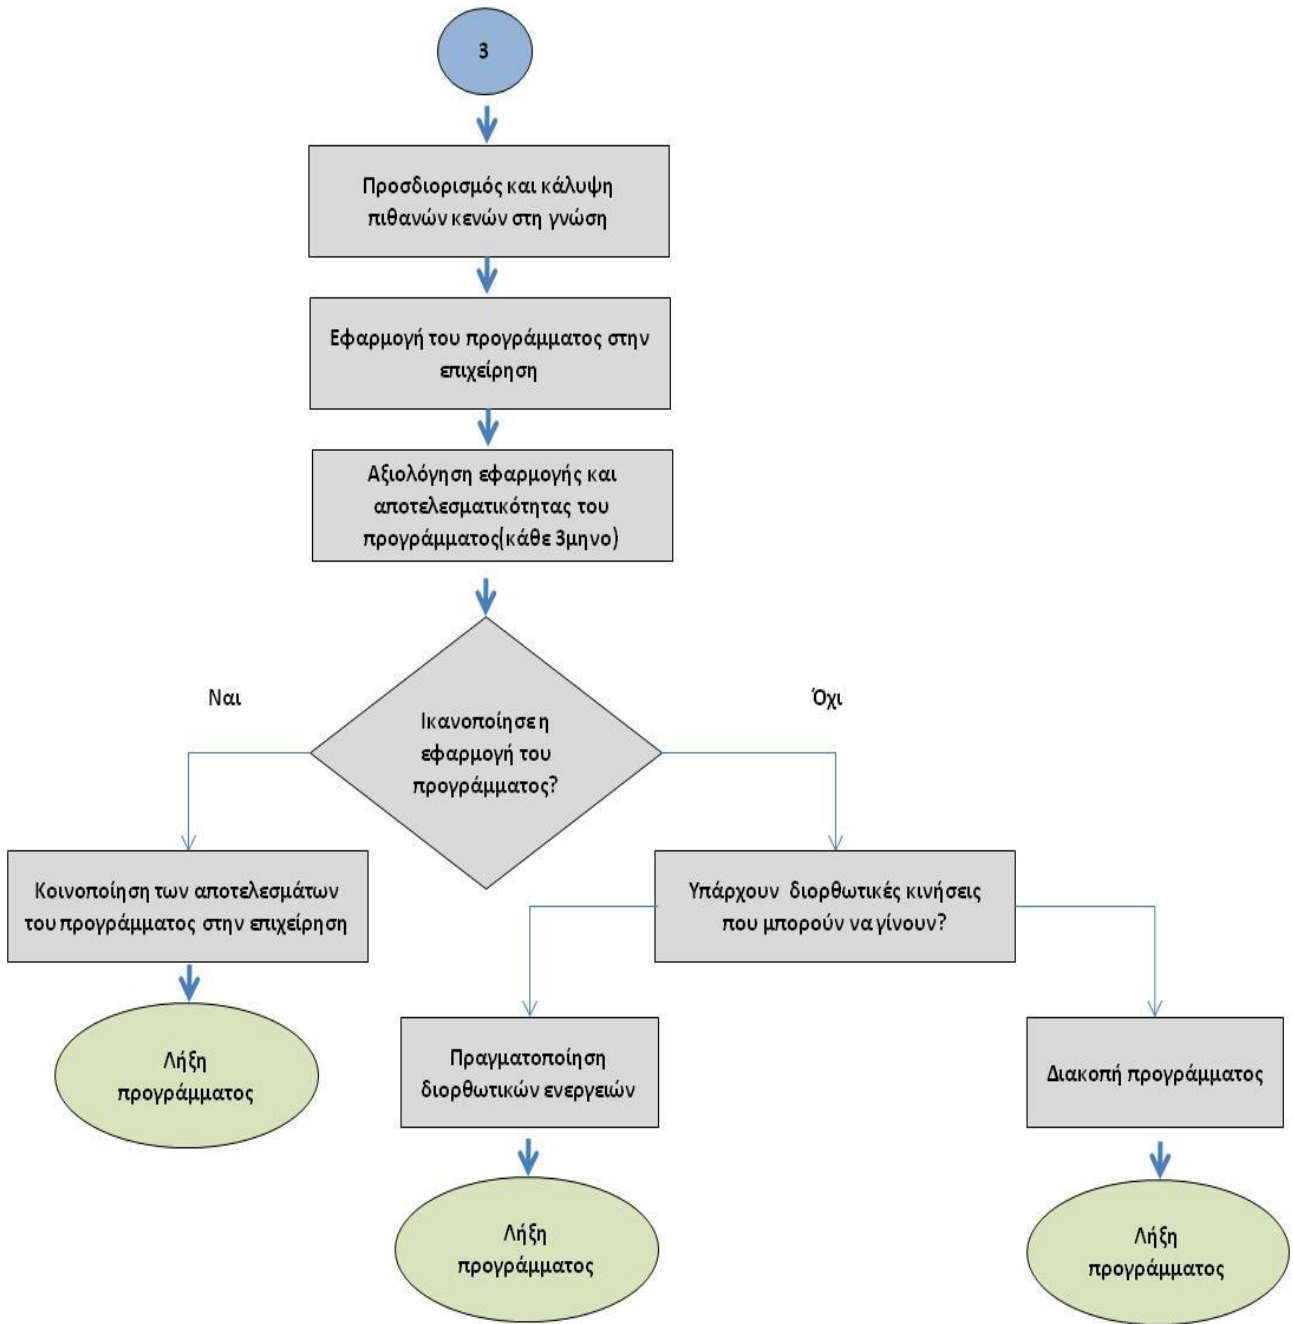 3
Προσδιορισμός και κάλυψη
πιθανών κενών στη γνώση
Εφαρμογή του προγράμματος στην
επιχείρηση
Αξιολόγηση εφαρμογής και
αποτελεσματικότητας του
προγράμματος(κάθε 3μηνο)
Ναι
Όχι
Ικανοποίησε η
εφαρμογή του
προγράμματος?
Κοινοποίηση των αποτελεσμάτων
του προγράμματος στην επιχείρηση
Υπάρχουν διορθωτικές κινήσεις
που μπορούν να γίνουν?
Λήξη
προγράμματος
Πραγματοποίηση
διορθωτικών ενεργειών
Διακοπή προγράμματος
Λήξη
προγράμματος
Λήξη
προγράμματος